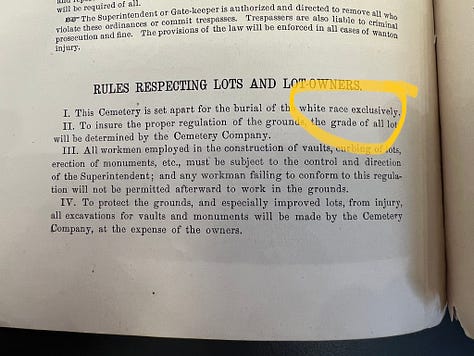 will be required of all.
☞ The Superintendent or Gate-keeper is authorized and directed to remove all who
violate these ordinances or commit trespasses. Trespassers are also liable to criminal
prosecution and fine. The provisions of the law will be enforced in all cases of wanton
injury.
RULES RESPECTING LOTS AND LOT-OWNERS.
I. This Cemetery is set apart for the burial of the white race exclusively.
II. To insure the proper regulation of the grounds, the grade of all lot
will be determined by the Cemetery Company.
III. All workmen employed in the construction of vaults, curbing of lots,
erection of monuments, etc., must be subject to the control and direction
of the Superintendent; and any workman failing to conform to this regula-
tion will not be permitted afterward to work in the grounds.
IV. To protect the grounds, and especially improved lots, from injury,
all excavations for vaults and monuments will be made by the Cemetery
Company, at the expense of the owners.